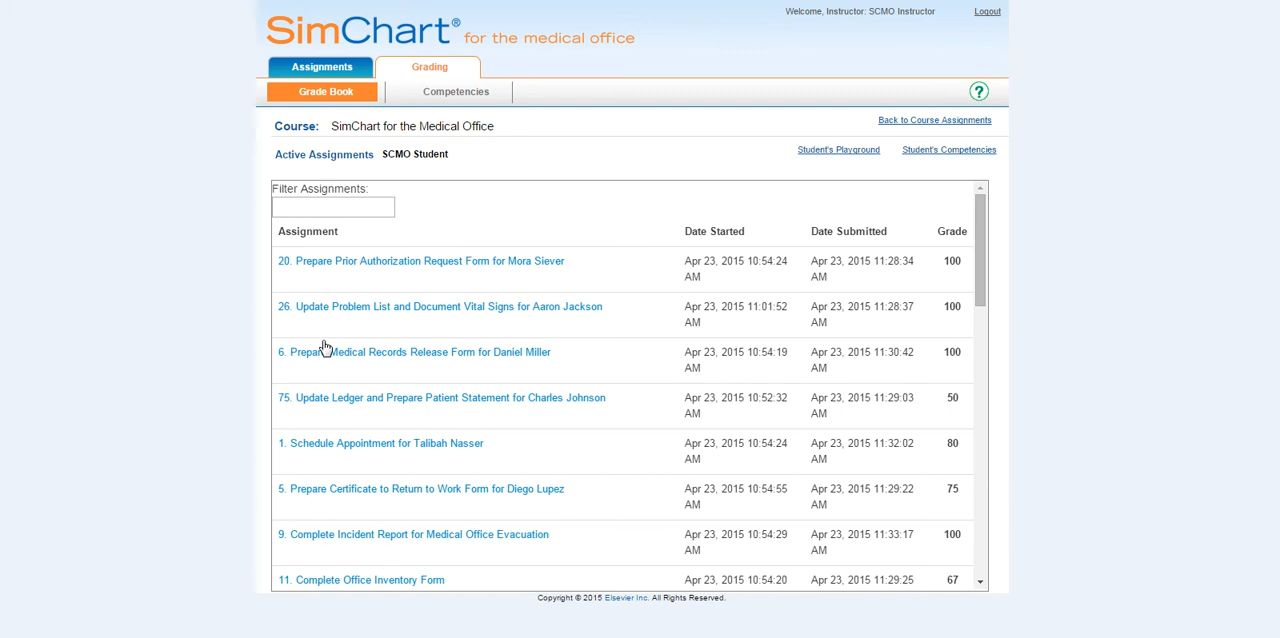 Welcome, Instructor: SCMO Instructor Logout
SimChart® for the medical office
Assignments Grading
Grade Book Competencies ?
Course: SimChart for the Medical Office Back to Course Assignments
Active Assignments SCMO Student Student's Playground Student's Competencies
Filter Assignments:
Assignment Date Started Date Submitted Grade
20. Prepare Prior Authorization Request Form for Mora Siever Apr 23, 2015 10:54:24 Apr 23, 2015 11:28:34 100
AM AM
26. Update Problem List and Document Vital Signs for Aaron Jackson Apr 23, 2015 11:01:52 Apr 23, 2015 11:28:37 100
AM AM
6. Prepare Medical Records Release Form for Daniel Miller Apr 23, 2015 10:54:19 Apr 23, 2015 11:30:42 100
AM AM
75. Update Ledger and Prepare Patient Statement for Charles Johnson Apr 23, 2015 10:52:32 Apr 23, 2015 11:29:03 50
AM AM
1. Schedule Appointment for Talibah Nasser Apr 23, 2015 10:54:24 Apr 23, 2015 11:32:02 80
AM AM
5. Prepare Certificate to Return to Work Form for Diego Lupez Apr 23, 2015 10:54:55 Apr 23, 2015 11:29:22 75
AM AM
9. Complete Incident Report for Medical Office Evacuation Apr 23, 2015 10:54:29 Apr 23, 2015 11:33:17 100
AM AM
11. Complete Office Inventory Form Apr 23, 2015 10:54:20 Apr 23, 2015 11:29:25 67
Copyright © 2015 Elsevier Inc. All Rights Reserved.